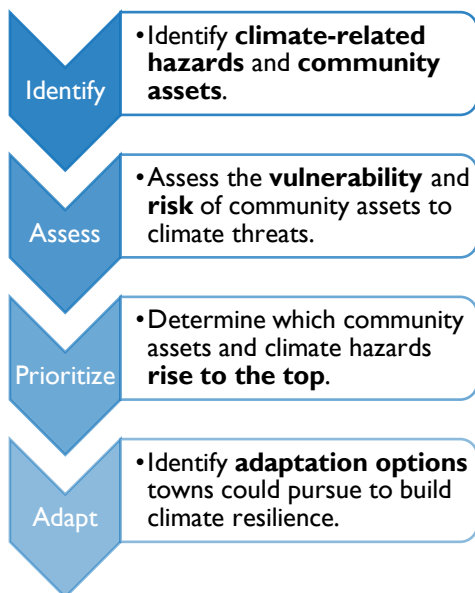 Identify
•Identify climate-related
hazards and community
assets.
Assess
•Assess the vulnerability and
risk of community assets to
climate threats.
Prioritize
•Determine which community
assets and climate hazards
rise to the top.
Adapt
•Identify adaptation options
towns could pursue to build
climate resilience.